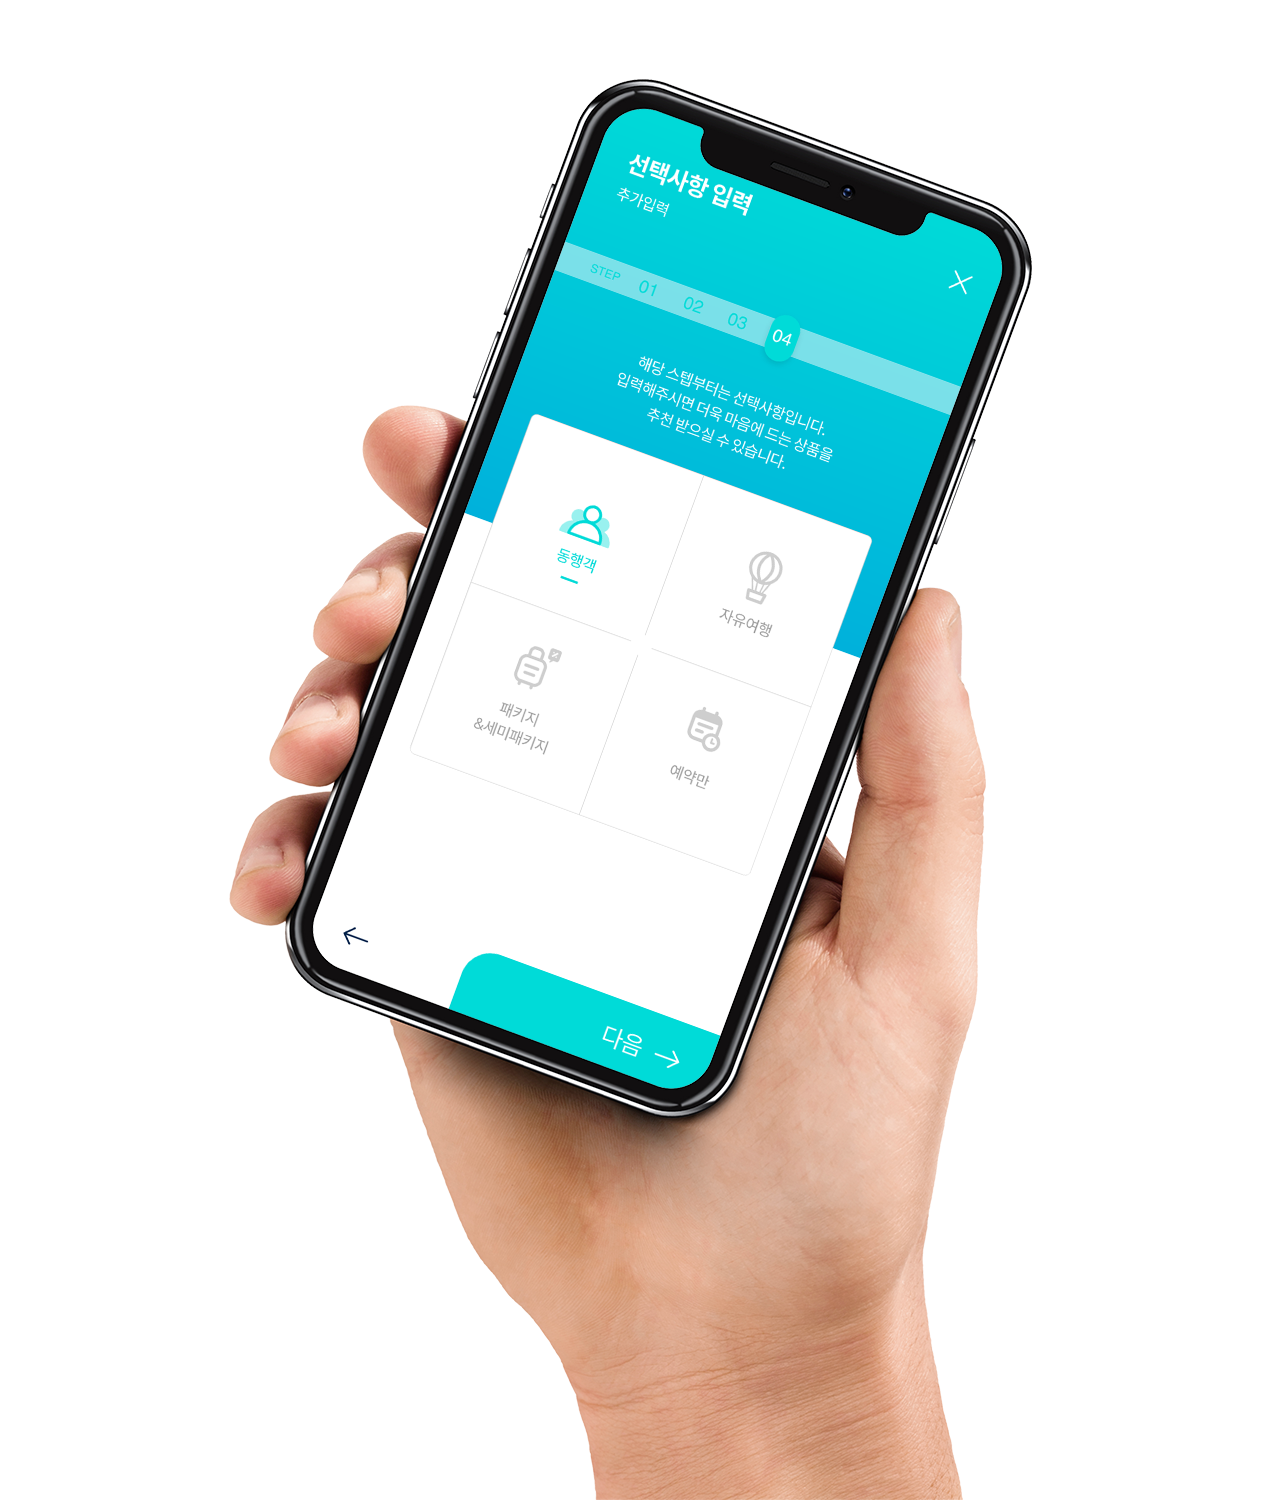 선택사항 입력
추가입력
STEP 01 02 03 04
해당 스텝부터는 선택사항입니다.
입력해주시면 더욱 마음에 드는 상품을
추천 받으실 수 있습니다.
동행객
자유여행
패키지
&세미패키지
예약만
다음